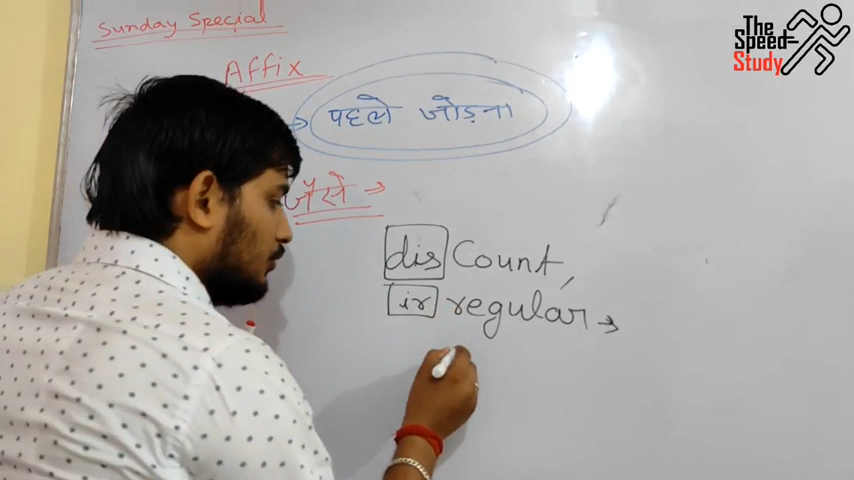 Sunday Special
The
Speed
Study
Affix
पहले जोड़ना
जैसे →
dis Count,
ir regular →